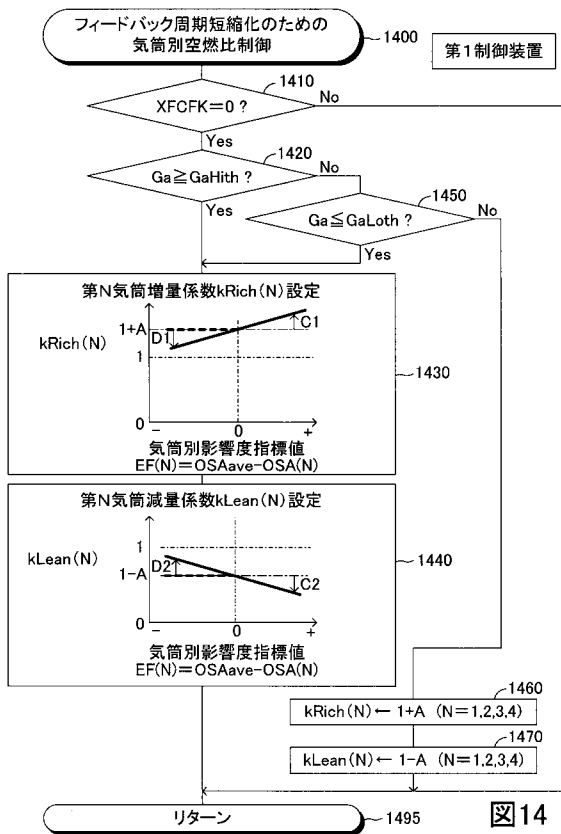 フィードバック周期短縮化のための
気筒別空燃比制御
1400
第1制御装置
1410
XFCFK=0 ?
No
Yes
1420
Ga≧GaHith ?
No
Yes
1450
Ga≦GaLoth ?
No
Yes
第N気筒増量係数kRich(N)設定
kRich(N)
1+A
1
0
D1
C1
−
0
+
気筒別影響度指標値
EF(N)=OSAave−OSA(N)
1430
第N気筒減量係数kLean(N)設定
kLean(N)
1
1−A
0
D2
C2
−
0
+
気筒別影響度指標値
EF(N)=OSAave−OSA(N)
1440
1460
kRich(N)← 1+A (N=1,2,3,4)
1470
kLean(N)← 1−A (N=1,2,3,4)
リターン
1495
図14